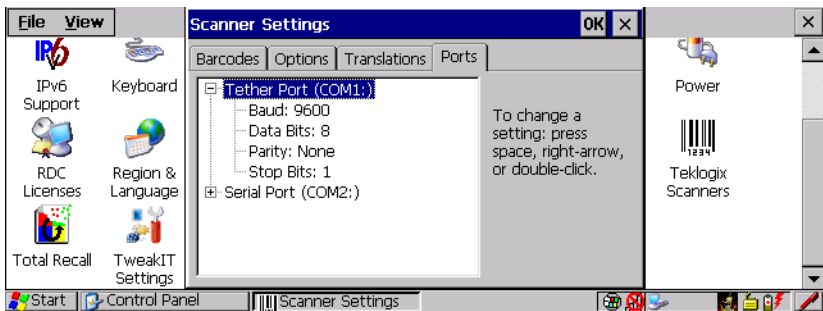 File View
Scanner Settings OK ×
Barcodes Options Translations Ports
IPv6
Support
Keyboard
RDC
Licenses
Region &
Language
Total Recall
TweakIT
Settings
Tether Port (COM1:)
Baud: 9600
Data Bits: 8
Parity: None
Stop Bits: 1
Serial Port (COM2:)
To change a
setting: press
space, right-arrow,
or double-click.
Power
1234
Teklogix
Scanners
Start Control Panel Scanner Settings